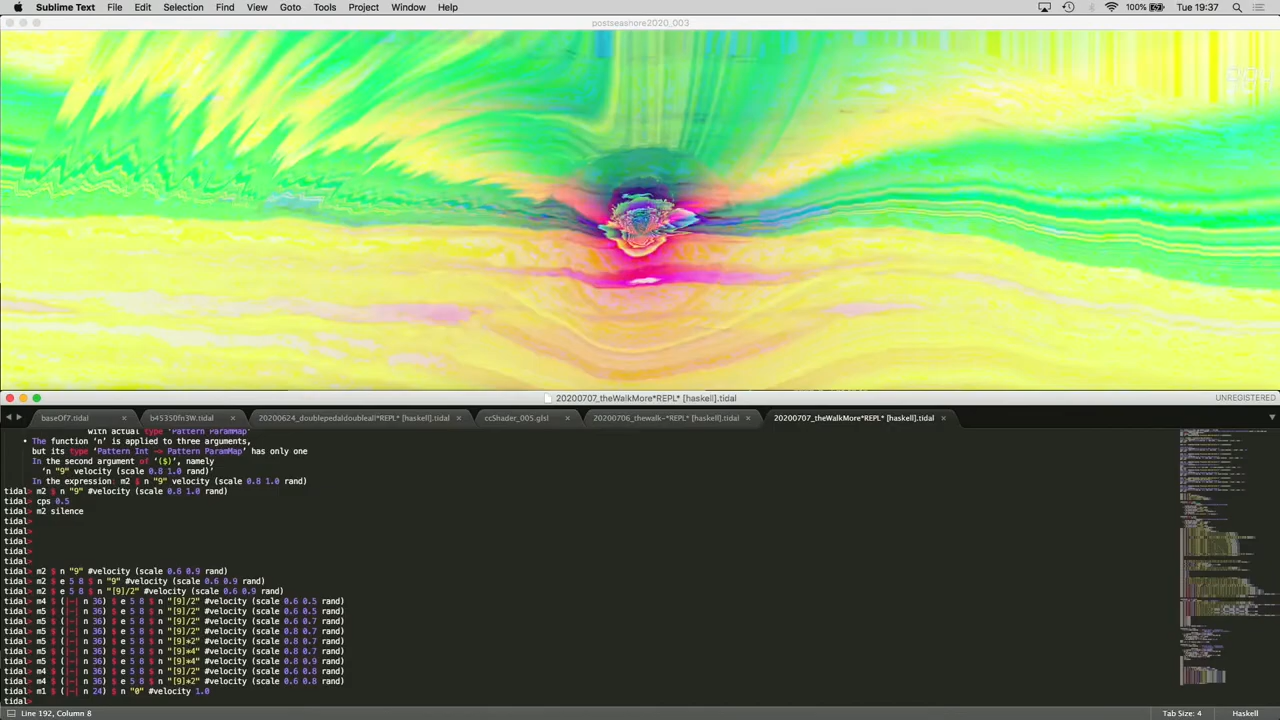 Sublime Text File Edit Selection Find View Goto Tools Project Window Help 100% Tue 19:37
postseashore2020_003
20200707_theWalkMore*REPL* [haskell].tidal UNREGISTERED
baseOf7.tidal b45350fn3W.tidal 20200624_doublepedaldoubleali*REPL* [haskell].tidal ccShader_005.glsl 20200706_thewalk-*REPL* [haskell].tidal 20200707_theWalkMore*REPL* [haskell].tidal
with actual type ‘Pattern ParamMap’
• The function ‘n’ is applied to three arguments,
but its type ‘Pattern Int -> Pattern ParamMap’ has only one
In the second argument of ‘($)’, namely
‘n "9" velocity (scale 0.8 1.0 rand)’
In the expression: m2 $ n "9" velocity (scale 0.8 1.0 rand)
tidal> m2 $ n "9" #velocity (scale 0.8 1.0 rand)
tidal> cps 0.5
tidal> m2 silence
tidal>
tidal>
tidal>
tidal>
tidal>
tidal> m2 $ n "9" #velocity (scale 0.6 0.9 rand)
tidal> m2 $ e 5 8 $ n "9" #velocity (scale 0.6 0.9 rand)
tidal> m2 $ e 5 8 $ n "[9]/2" #velocity (scale 0.6 0.9 rand)
tidal> m4 $ (|-| n 36) $ e 5 8 $ n "[9]/2" #velocity (scale 0.6 0.5 rand)
tidal> m5 $ (|-| n 36) $ e 5 8 $ n "[9]/2" #velocity (scale 0.6 0.5 rand)
tidal> m5 $ (|-| n 36) $ e 5 8 $ n "[9]/2" #velocity (scale 0.6 0.7 rand)
tidal> m5 $ (|-| n 36) $ e 5 8 $ n "[9]/2" #velocity (scale 0.8 0.7 rand)
tidal> m5 $ (|-| n 36) $ e 5 8 $ n "[9]*2" #velocity (scale 0.8 0.7 rand)
tidal> m5 $ (|-| n 36) $ e 5 8 $ n "[9]*4" #velocity (scale 0.8 0.7 rand)
tidal> m5 $ (|-| n 36) $ e 5 8 $ n "[9]*4" #velocity (scale 0.8 0.9 rand)
tidal> m4 $ (|-| n 36) $ e 5 8 $ n "[9]/2" #velocity (scale 0.6 0.8 rand)
tidal> m4 $ (|-| n 36) $ e 5 8 $ n "[9]*2" #velocity (scale 0.6 0.8 rand)
tidal> m1 $ (|-| n 24) $ n "0" #velocity 1.0
tidal>
Line 192, Column 8 Tab Size: 4 Haskell